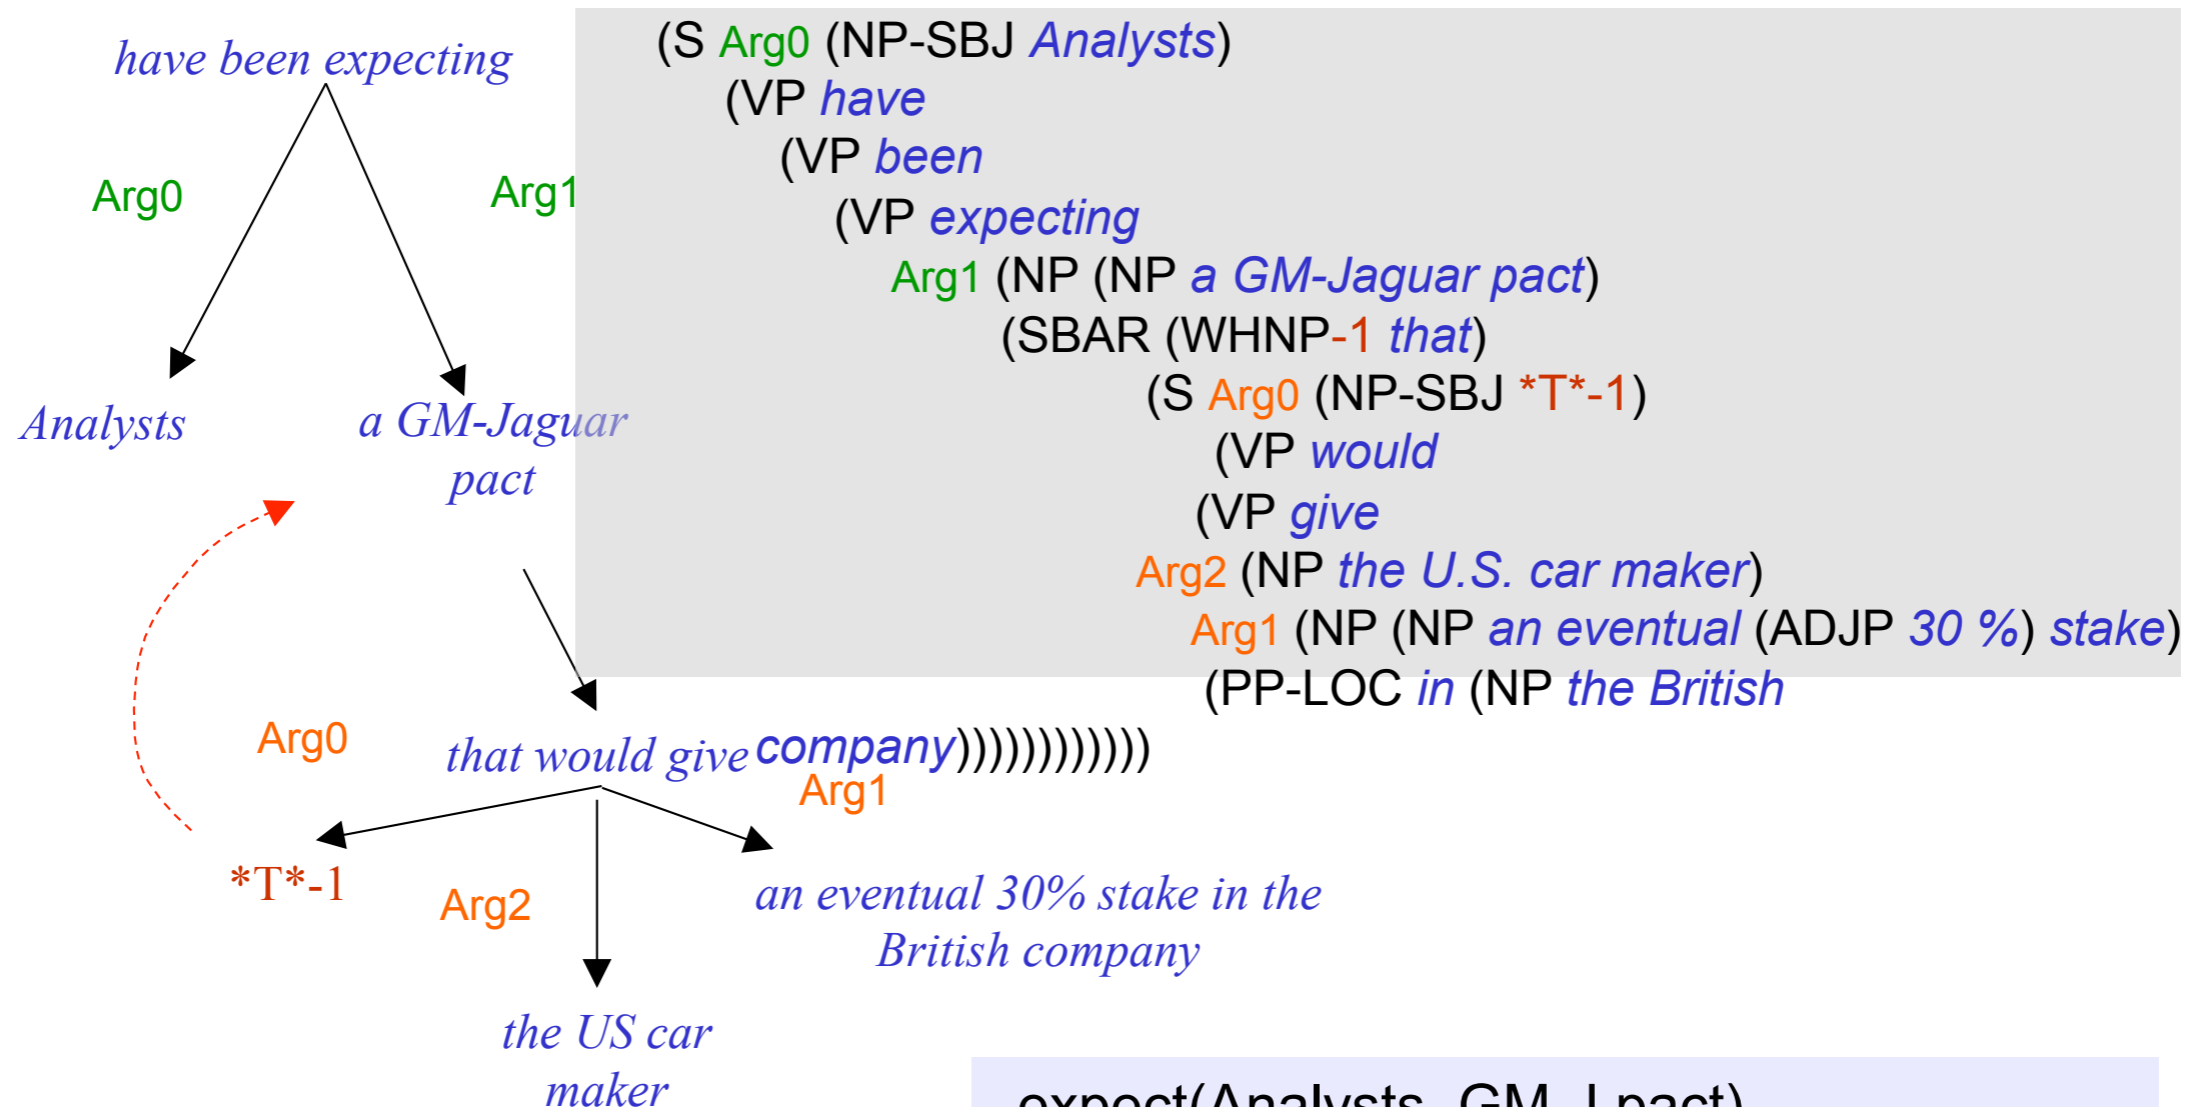 have been expecting
Arg0
Arg1
Analysts
a GM-Jaguar
pact
Arg0
that would give
Arg1
*T*-1
Arg2
an eventual 30% stake in the
British company
the US car
maker
(S Arg0 (NP-SBJ Analysts)
(VP have
(VP been
(VP expecting
Arg1 (NP (NP a GM-Jaguar pact)
(SBAR (WHNP-1 that)
(S Arg0 (NP-SBJ *T*-1)
(VP would
(VP give
Arg2 (NP the U.S. car maker)
Arg1 (NP (NP an eventual (ADJP 30 %) stake)
(PP-LOC in (NP the British
company))))))))))))
expect(Analysts, GM-J pact)